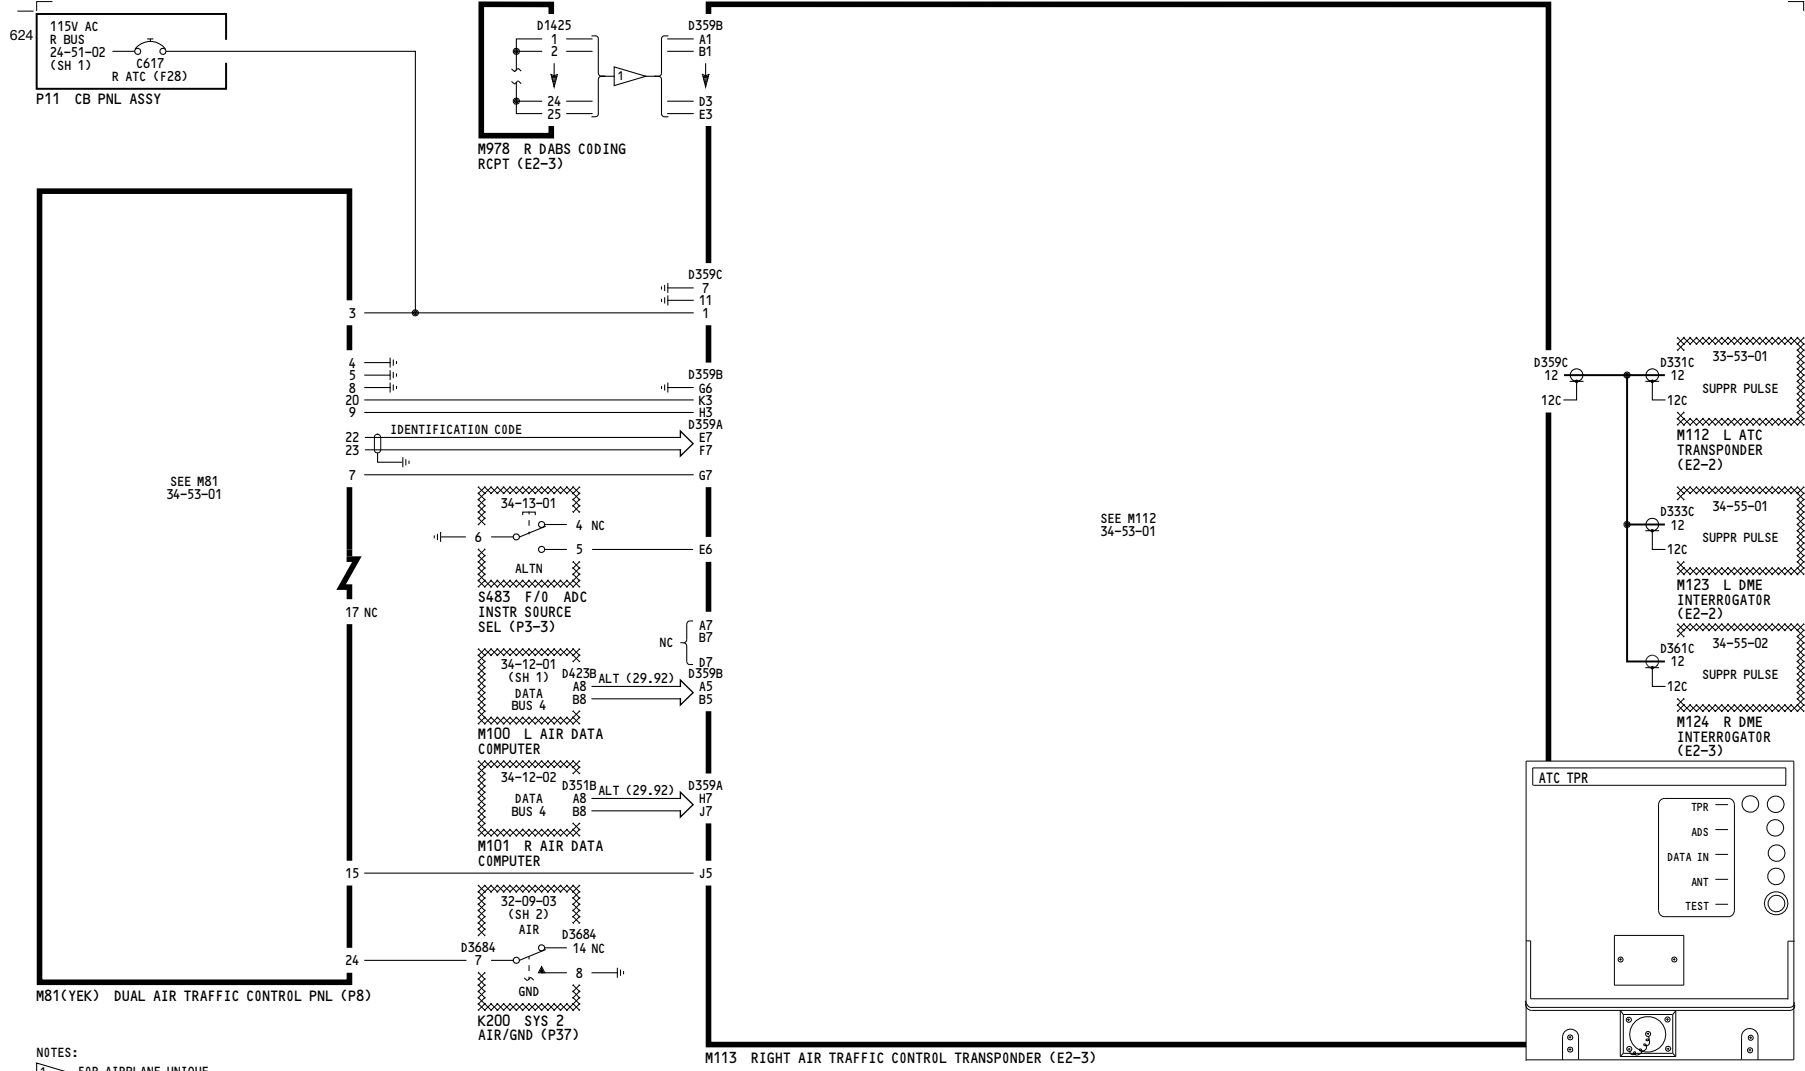 624
115V AC
R BUS
24-51-02
(SH 1)
C617
R ATC (F28)
P11 CB PNL ASSY
D1425
1
2
24
25
M978 R DABS CODING
RCPT (E2-3)
1
D359B
A1
B1
D3
E3
D359C
7
11
1
3
4
5
8
20
9
22
23
7
17 NC
15
24
SEE M81
34-53-01
M81(YEK) DUAL AIR TRAFFIC CONTROL PNL (P8)
IDENTIFICATION CODE
D359B
G6
K3
H3
D359A
E7
F7
G7
34-13-01
4 NC
6
5
ALTN
S483 F/O ADC
INSTR SOURCE
SEL (P3-3)
E6
NC
A7
B7
D7
34-12-01
(SH 1)
DATA
BUS 4
D423B
A8
B8
ALT (29.92)
D359B
A5
B5
M100 L AIR DATA
COMPUTER
34-12-02
DATA
BUS 4
D351B
A8
B8
ALT (29.92)
D359A
H7
J7
M101 R AIR DATA
COMPUTER
J5
32-09-03
(SH 2)
AIR
D3684
7
D3684
14 NC
8
GND
K200 SYS 2
AIR/GND (P37)
SEE M112
34-53-01
M113 RIGHT AIR TRAFFIC CONTROL TRANSPONDER (E2-3)
D359C
12
12C
D331C
12
12C
33-53-01
SUPPR PULSE
M112 L ATC
TRANSPONDER
(E2-2)
D333C
12
12C
34-55-01
SUPPR PULSE
M123 L DME
INTERROGATOR
(E2-2)
D361C
12
12C
34-55-02
SUPPR PULSE
M124 R DME
INTERROGATOR
(E2-3)
ATC TPR
TPR
ADS
DATA IN
ANT
TEST
NOTES:
1 FOR AIRPLANE UNIQUE